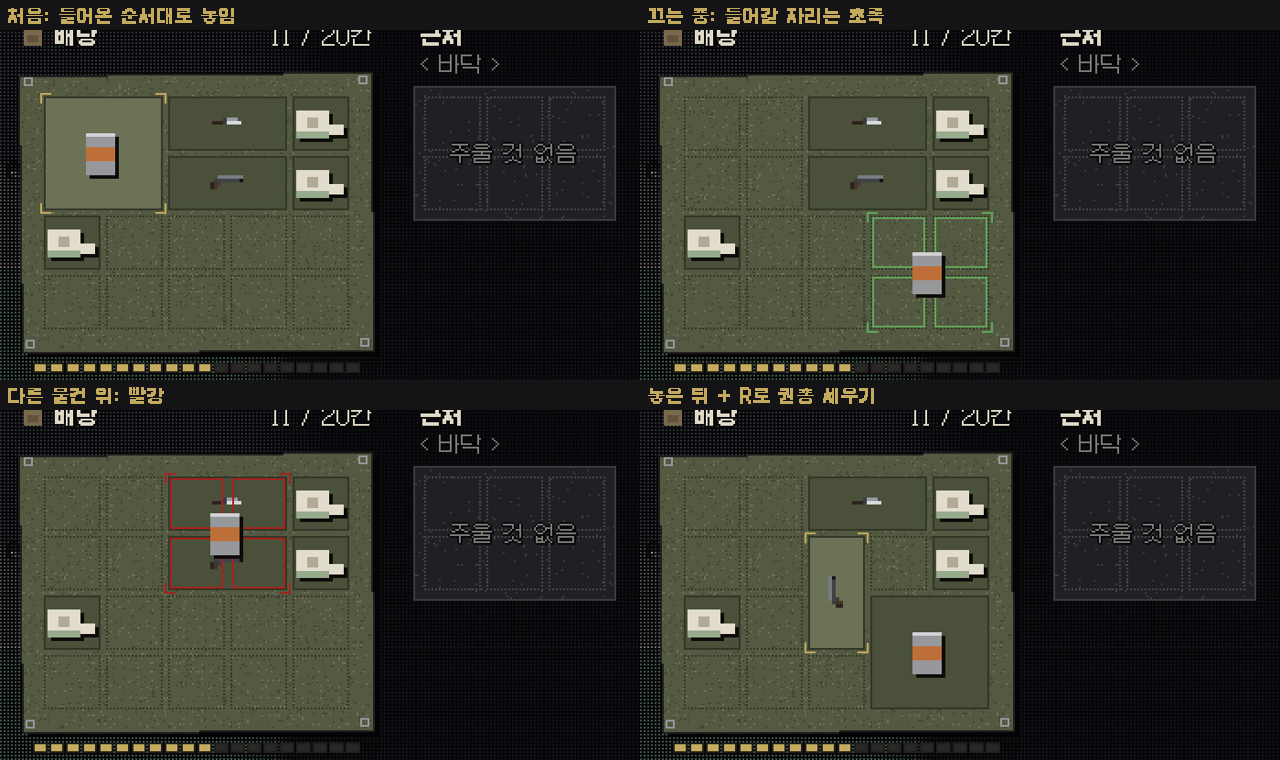 처음: 들어온 순서대로 놓임
배낭 11 / 20칸
근처
< 바닥 >
주울 것 없음
끄는 중: 들어갈 자리는 초록
배낭 11 / 20칸
근처
< 바닥 >
주울 것 없음
다른 물건 위: 빨강
배낭 11 / 20칸
근처
< 바닥 >
주울 것 없음
놓은 뒤 + R로 권총 세우기
배낭 11 / 20칸
근처
< 바닥 >
주울 것 없음